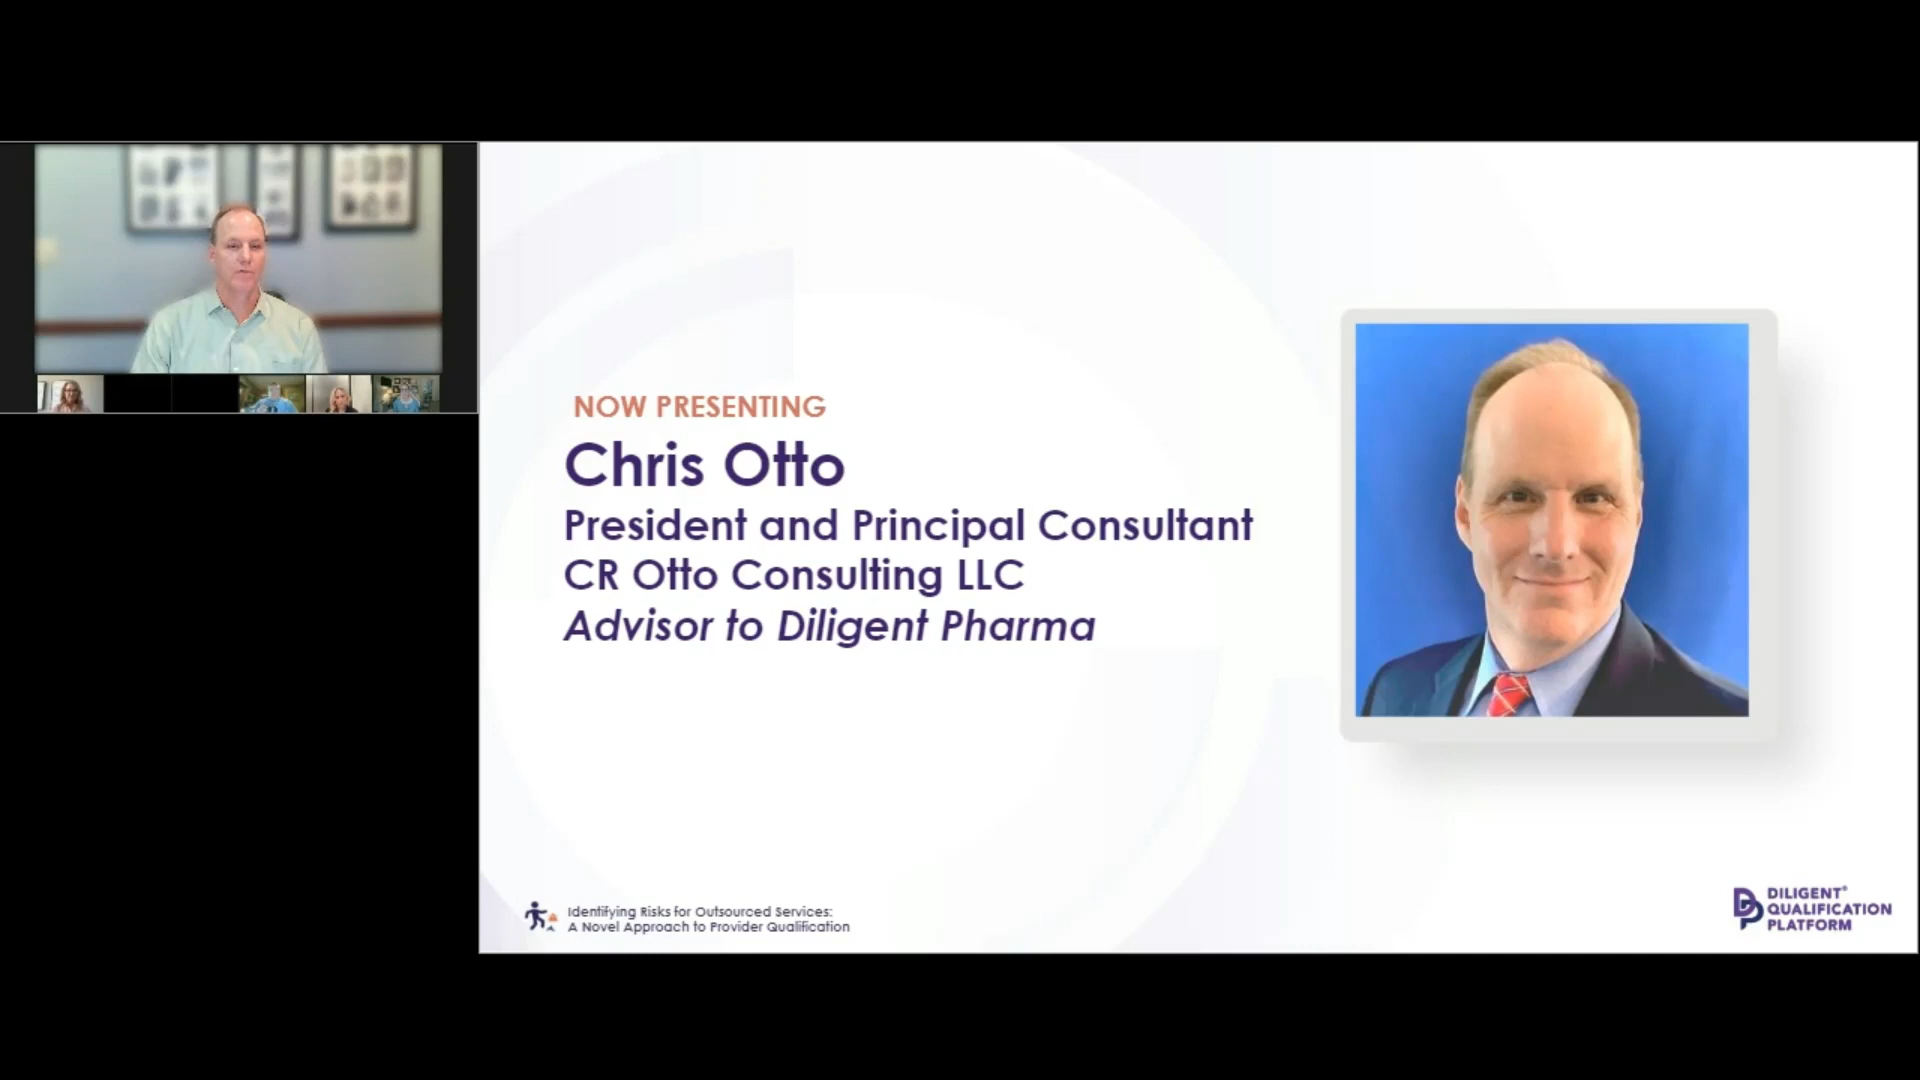 NOW PRESENTING
Chris Otto
President and Principal Consultant
CR Otto Consulting LLC
Advisor to Diligent Pharma
Identifying Risks for Outsourced Services:
A Novel Approach to Provider Qualification
DILIGENT®
QUALIFICATION
PLATFORM